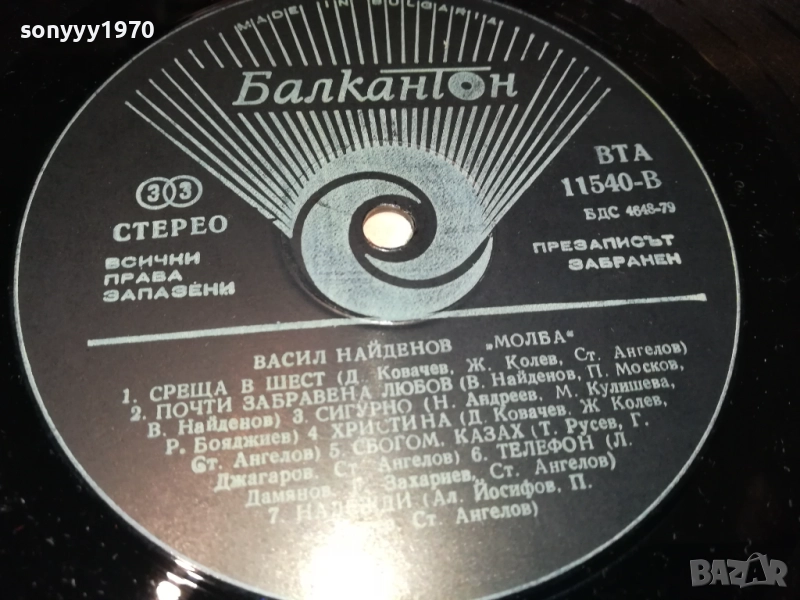 sonyyy1970
MADE IN BULGARIA
Балкантон
33
СТЕРЕО
ВСИЧКИ
ПРАВА
ЗАПАЗЕНИ
ВТА
11540-В
БДС 4648-79
ПРЕЗАПИСЪТ
ЗАБРАНЕН
ВАСИЛ НАЙДЕНОВ „МОЛБА“
1. СРЕЩА В ШЕСТ (Д. Ковачев, Ж. Колев, Ст. Ангелов)
2. ПОЧТИ ЗАБРАВЕНА ЛЮБОВ (В. Найденов, П. Москов,
В. Найденов) 3. СИГУРНО (Н. Андреев, М. Кулишева,
Р. Бояджиев) 4. ХРИСТИНА (Д. Ковачев, Ж. Колев,
Ст. Ангелов) 5. СБОГОМ, КАЗАХ (Т. Русев, Г.
Джагаров, Ст. Ангелов) 6. ТЕЛЕФОН (Л.
Дамянов, Захариев, Ст. Ангелов)
7. НАДЕЖДИ (Ал. Йосифов, П.
Ст. Ангелов)
BAZAR